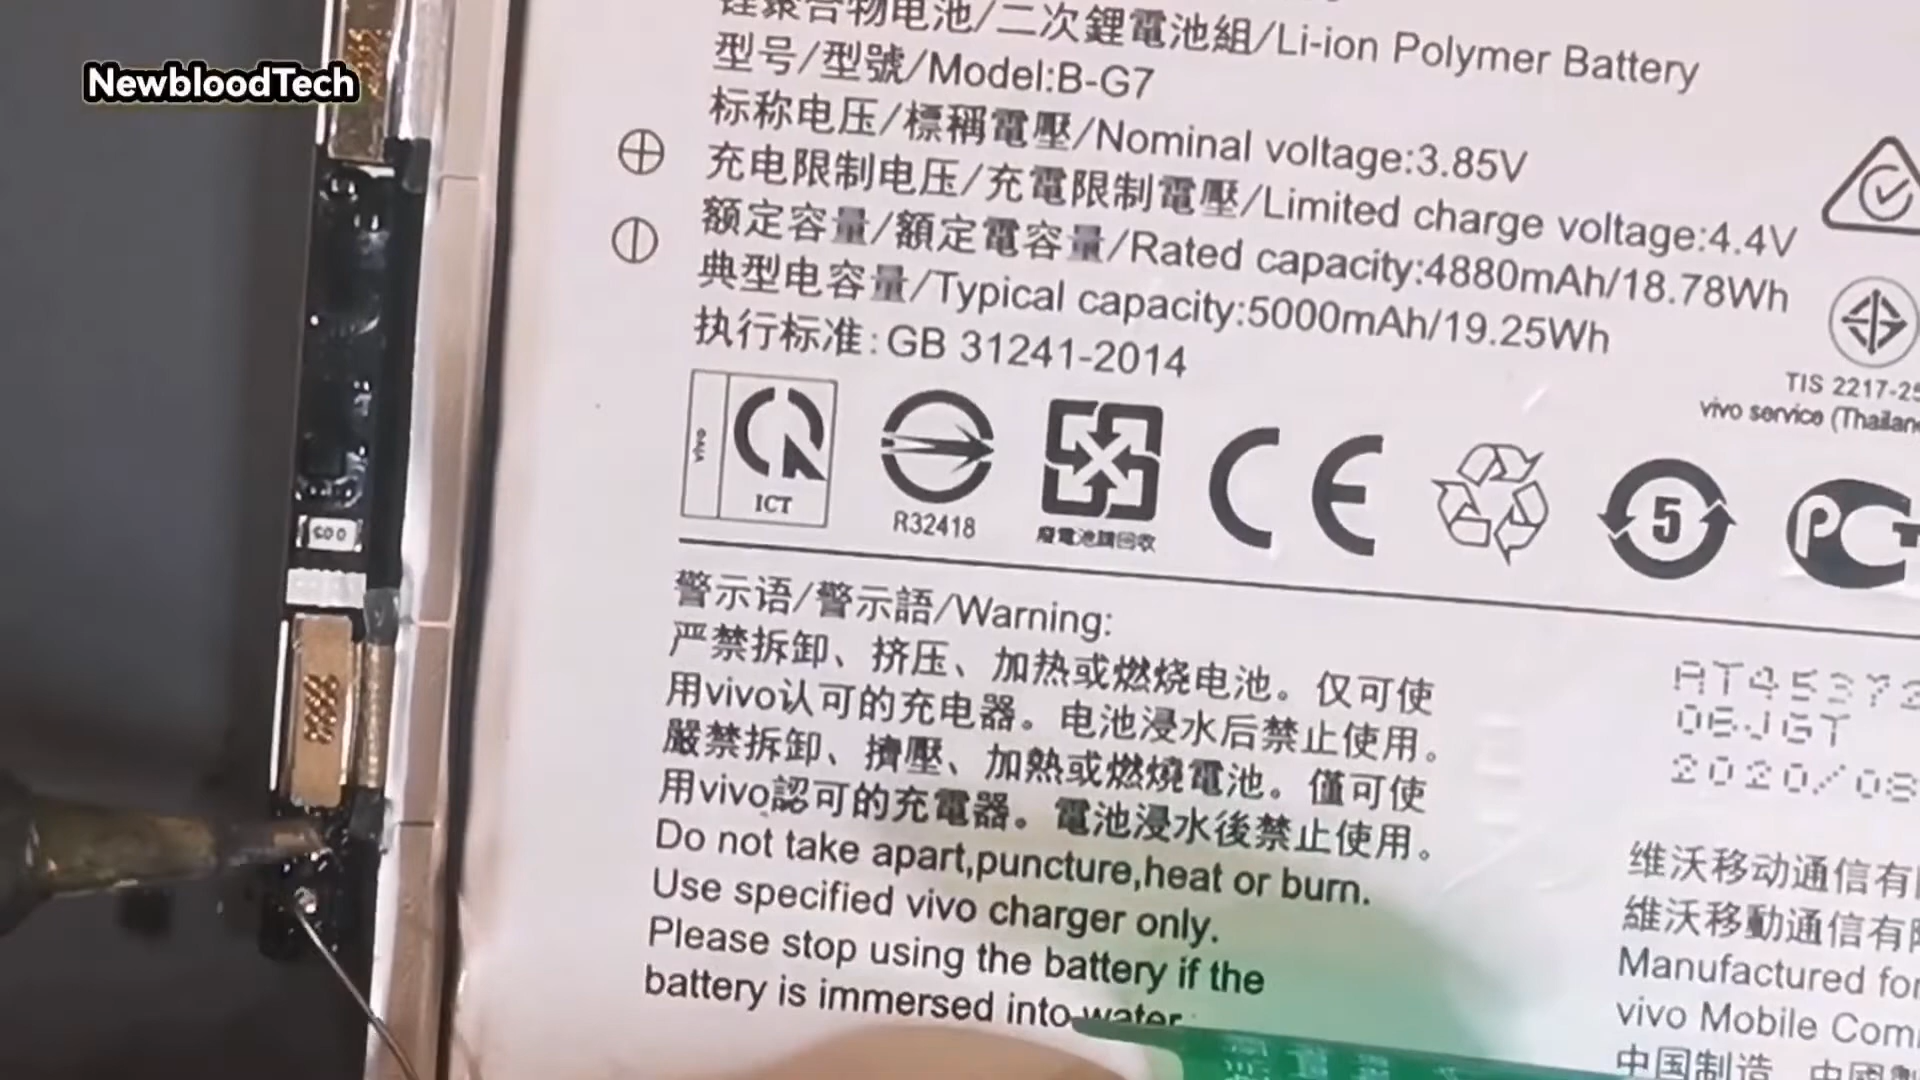 NewbloodTech
锂聚合物电池/二次鋰電池組/Li-ion Polymer Battery
型号/型號/Model:B-G7
标称电压/標稱電壓/Nominal voltage:3.85V
充电限制电压/充電限制電壓/Limited charge voltage:4.4V
额定容量/額定電容量/Rated capacity:4880mAh/18.78Wh
典型电容量/Typical capacity:5000mAh/19.25Wh
执行标准:GB 31241-2014
TIS 2217-25
vivo service (Thailan
ICT
R32418
廢電池請回收
CE
5
PC
COO
警示语/警示語/Warning:
严禁拆卸、挤压、加热或燃烧电池。仅可使
用vivo认可的充电器。电池浸水后禁止使用。
嚴禁拆卸、擠壓、加熱或燃燒電池。僅可使
用vivo認可的充電器。電池浸水後禁止使用。
Do not take apart,puncture,heat or burn.
Use specified vivo charger only.
Please stop using the battery if the
battery is immersed into water.
2020/08
维沃移动通信有
維沃移動通信有
Manufactured for
vivo Mobile Com
中国制造